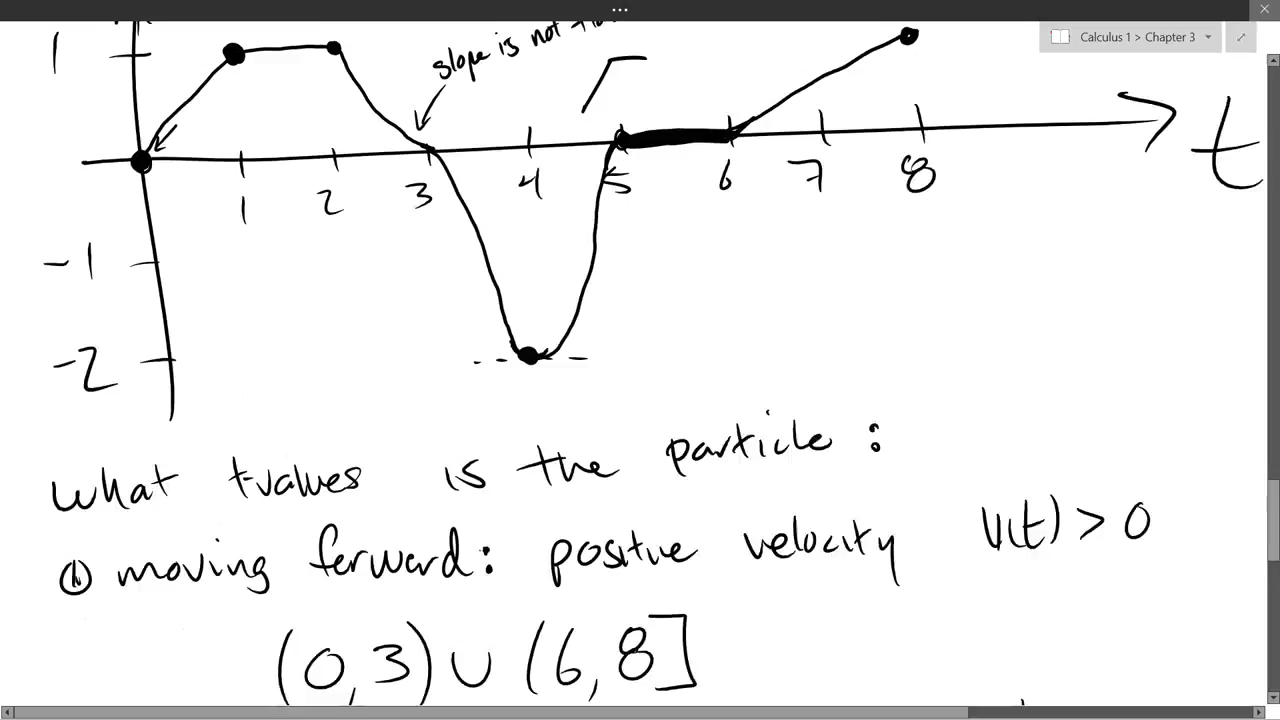 Calculus 1 > Chapter 3
1
slope is not
t
1 2 3 4 5 6 7 8
-1
-2
What t-values is the particle :
① moving forward: positive velocity v(t) > 0
(0,3) ∪ (6,8]